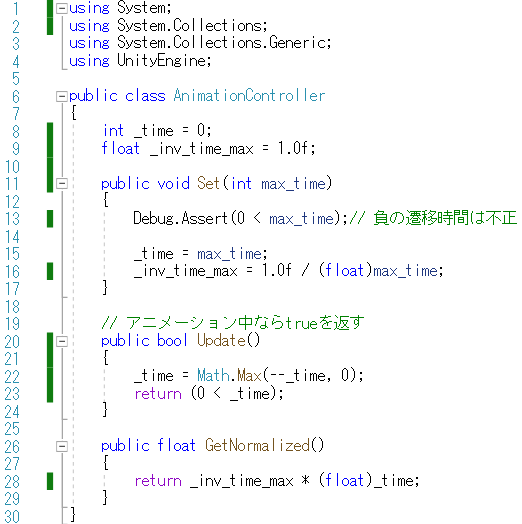 1 using System;
2 using System.Collections;
3 using System.Collections.Generic;
4 using UnityEngine;
5
6 public class AnimationController
7 {
8     int _time = 0;
9     float _inv_time_max = 1.0f;
10
11     public void Set(int max_time)
12     {
13         Debug.Assert(0 < max_time);// 負の遷移時間は不正
14
15         _time = max_time;
16         _inv_time_max = 1.0f / (float)max_time;
17     }
18
19     // アニメーション中ならtrueを返す
20     public bool Update()
21     {
22         _time = Math.Max(--_time, 0);
23         return (0 < _time);
24     }
25
26     public float GetNormalized()
27     {
28         return _inv_time_max * (float)_time;
29     }
30 }